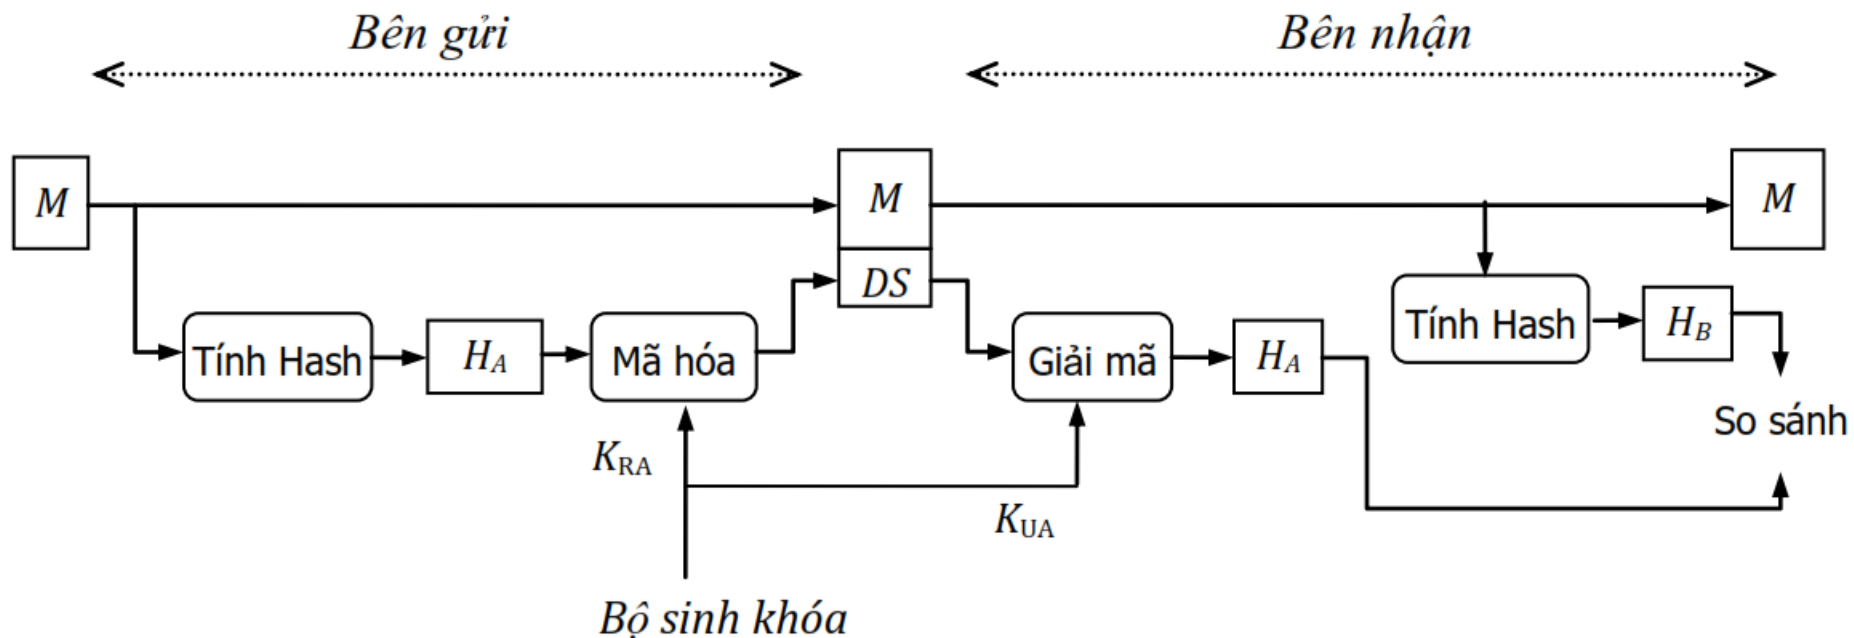 Bên gửi
Bên nhận
M
M
M
DS
Tính Hash
H_A
Mã hóa
Giải mã
H_A
Tính Hash
H_B
So sánh
K_RA
K_UA
Bộ sinh khóa